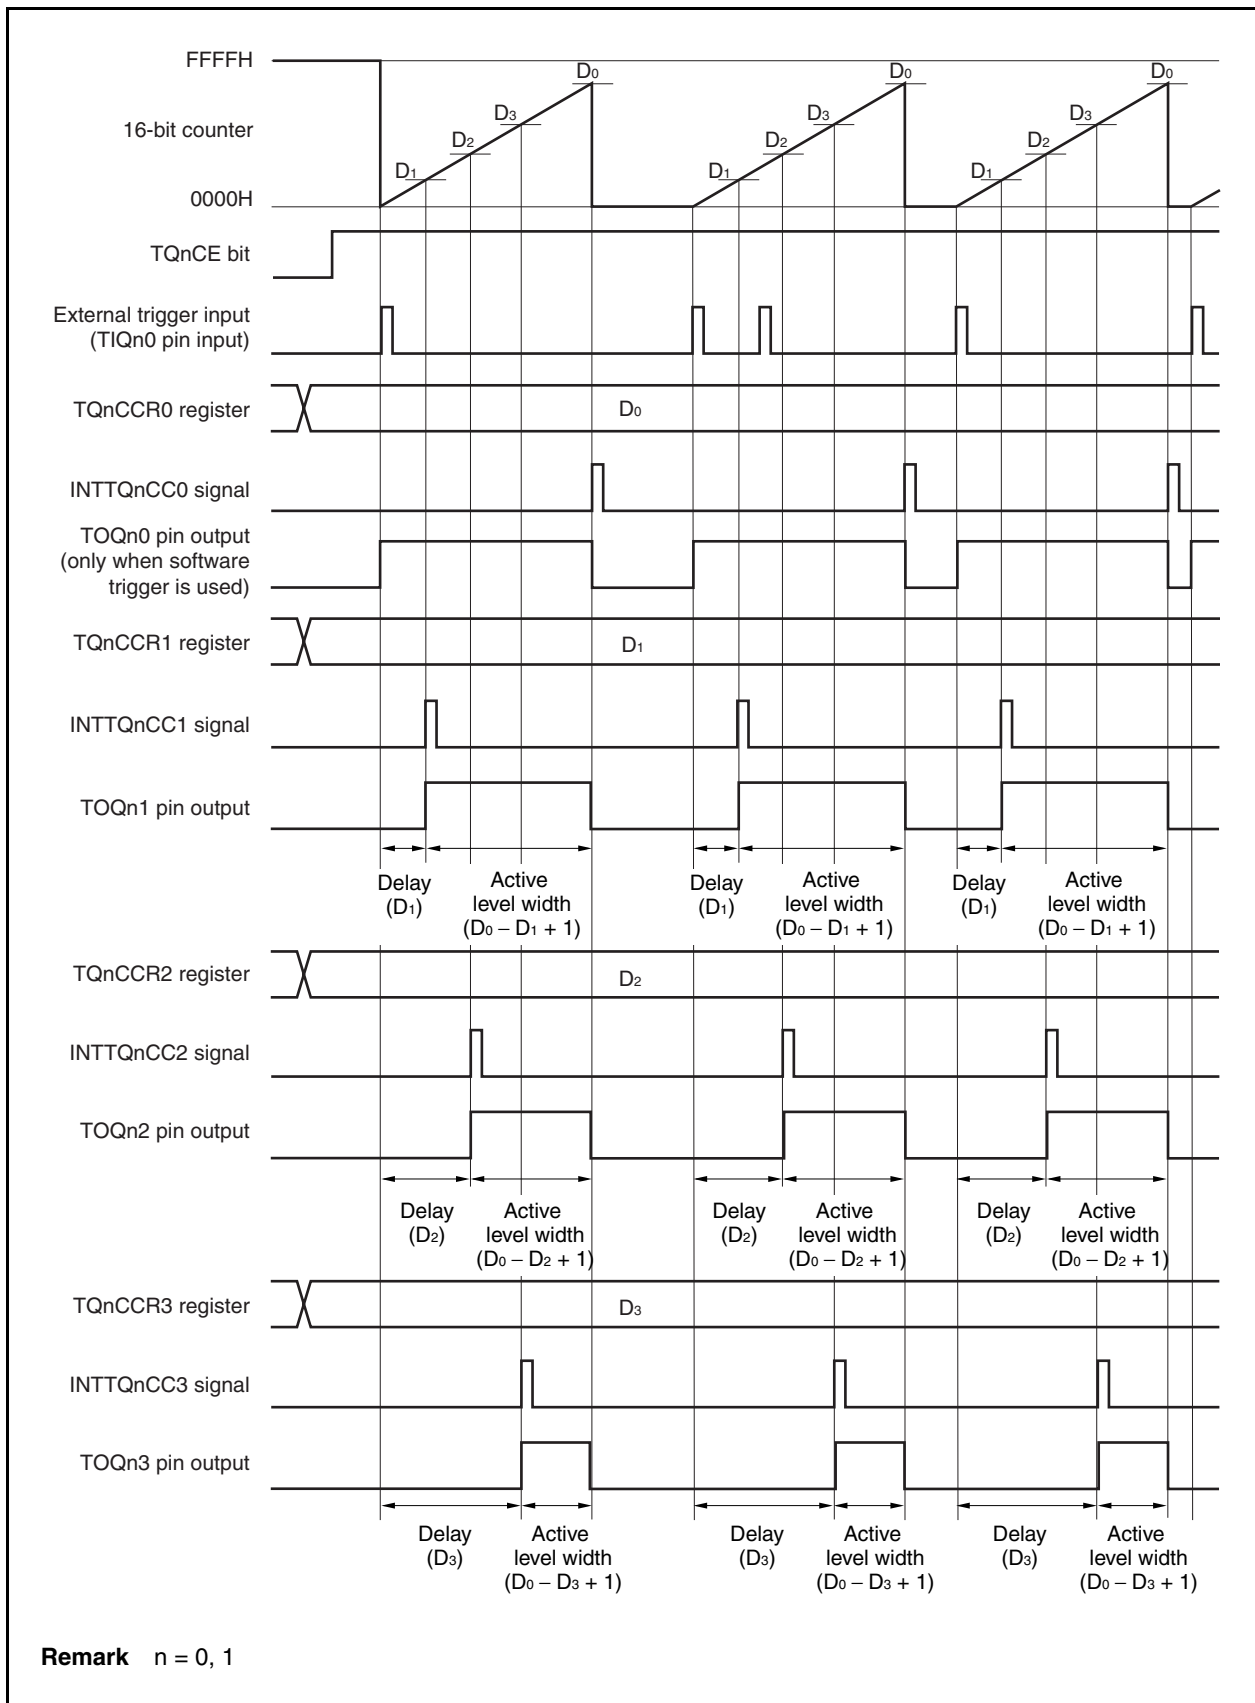 FFFFH
D0 D0 D0
D3 D3 D3
16-bit counter
D2 D2 D2
D1 D1 D1
0000H
TQnCE bit
External trigger input
(TIQn0 pin input)
TQnCCR0 register
D0
INTTQnCC0 signal
TOQn0 pin output
(only when software
trigger is used)
TQnCCR1 register
D1
INTTQnCC1 signal
TOQn1 pin output
Delay
(D1)
Active
level width
(D0 – D1 + 1)
Delay
(D1)
Active
level width
(D0 – D1 + 1)
Delay
(D1)
Active
level width
(D0 – D1 + 1)
TQnCCR2 register
D2
INTTQnCC2 signal
TOQn2 pin output
Delay
(D2)
Active
level width
(D0 – D2 + 1)
Delay
(D2)
Active
level width
(D0 – D2 + 1)
Delay
(D2)
Active
level width
(D0 – D2 + 1)
TQnCCR3 register
D3
INTTQnCC3 signal
TOQn3 pin output
Delay
(D3)
Active
level width
(D0 – D3 + 1)
Delay
(D3)
Active
level width
(D0 – D3 + 1)
Delay
(D3)
Active
level width
(D0 – D3 + 1)
Remark n = 0, 1